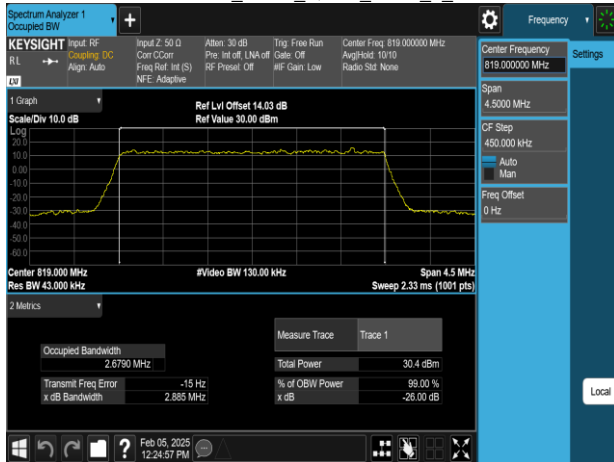 Spectrum Analyzer 1
Occupied BW
Frequency
KEYSIGHT
RL
LXI
Input: RF
Coupling: DC
Align: Auto
Input Z: 50 Ω
Corr CCorr
Freq Ref: Int (S)
NFE: Adaptive
Atten: 30 dB
Pre: Int off, LNA off
RF Preset: Off
Trig: Free Run
Gate: Off
#IF Gain: Low
Center Freq: 819.000000 MHz
Avg|Hold: 10/10
Radio Std: None
1 Graph
Scale/Div 10.0 dB
Ref Lvl Offset 14.03 dB
Ref Value 30.00 dBm
Log
20.0
10.0
0.00
-10.0
-20.0
-30.0
-40.0
-50.0
-60.0
Center 819.000 MHz
Res BW 43.000 kHz
#Video BW 130.00 kHz
Span 4.5 MHz
Sweep 2.33 ms (1001 pts)
2 Metrics
Measure Trace Trace 1
Occupied Bandwidth
2.6790 MHz
Total Power 30.4 dBm
Transmit Freq Error -15 Hz
% of OBW Power 99.00 %
x dB Bandwidth 2.885 MHz
x dB -26.00 dB
Center Frequency
819.000000 MHz
Settings
Span
4.5000 MHz
CF Step
450.000 kHz
Auto
Man
Freq Offset
0 Hz
Local
Feb 05, 2025
12:24:57 PM